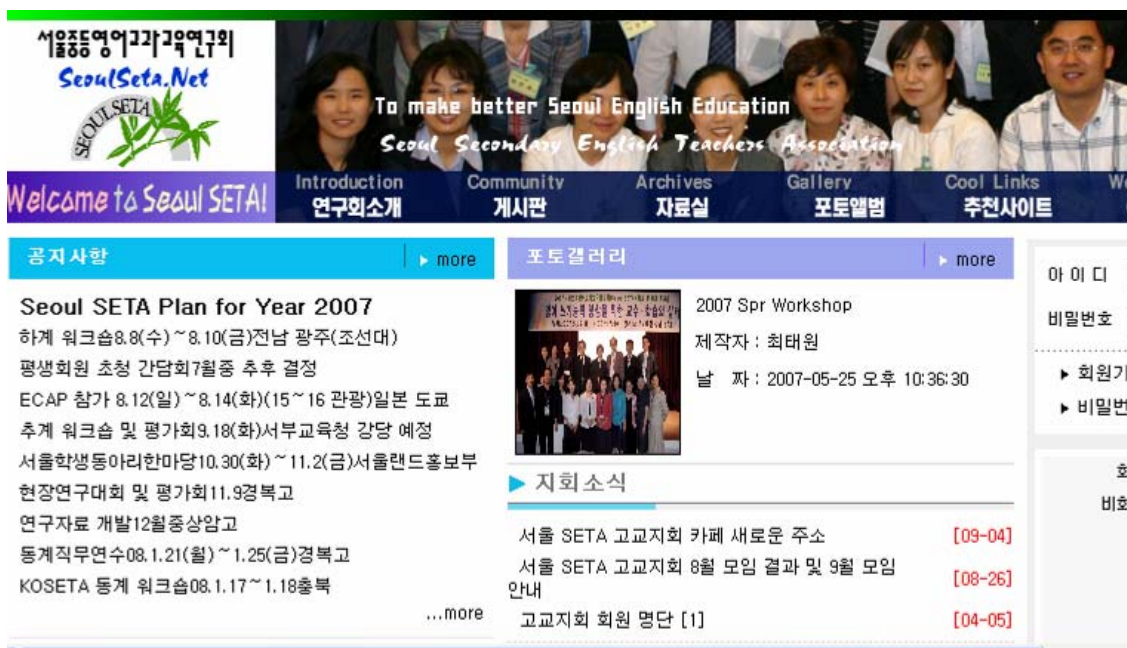 서울중등영어교과교육연구회
SeoulSeta.Net
SEOULSETA
To make better Seoul English Education
Seoul Secondary English Teachers Association
Welcome to Seoul SETA!
Introduction Community Archives Gallery Cool Links
연구회소개 게시판 자료실 포토앨범 추천사이트
공지사항 more
Seoul SETA Plan for Year 2007
하계 워크숍8.8(수)~8.10(금)전남 광주(조선대)
평생회원 초청 간담회7월중 추후 결정
ECAP 참가 8.12(일)~8.14(화)(15~16 관광)일본 도쿄
추계 워크숍 및 평가회9.18(화)서부교육청 강당 예정
서울학생동아리한마당10.30(화)~11.2(금)서울랜드홍보부
현장연구대회 및 평가회11.9경복고
연구자료 개발12월중상암고
동계직무연수08.1.21(월)~1.25(금)경복고
KOSETA 동계 워크숍08.1.17~1.18충북
...more
포토갤러리 more
2007 Spr Workshop
제작자 : 최태원
날 짜 : 2007-05-25 오후 10:36:30
지회소식
서울 SETA 고교지회 카페 새로운 주소 [09-04]
서울 SETA 고교지회 8월 모임 결과 및 9월 모임
안내 [08-26]
고교지회 회원 명단 [1] [04-05]
아이디
비밀번호